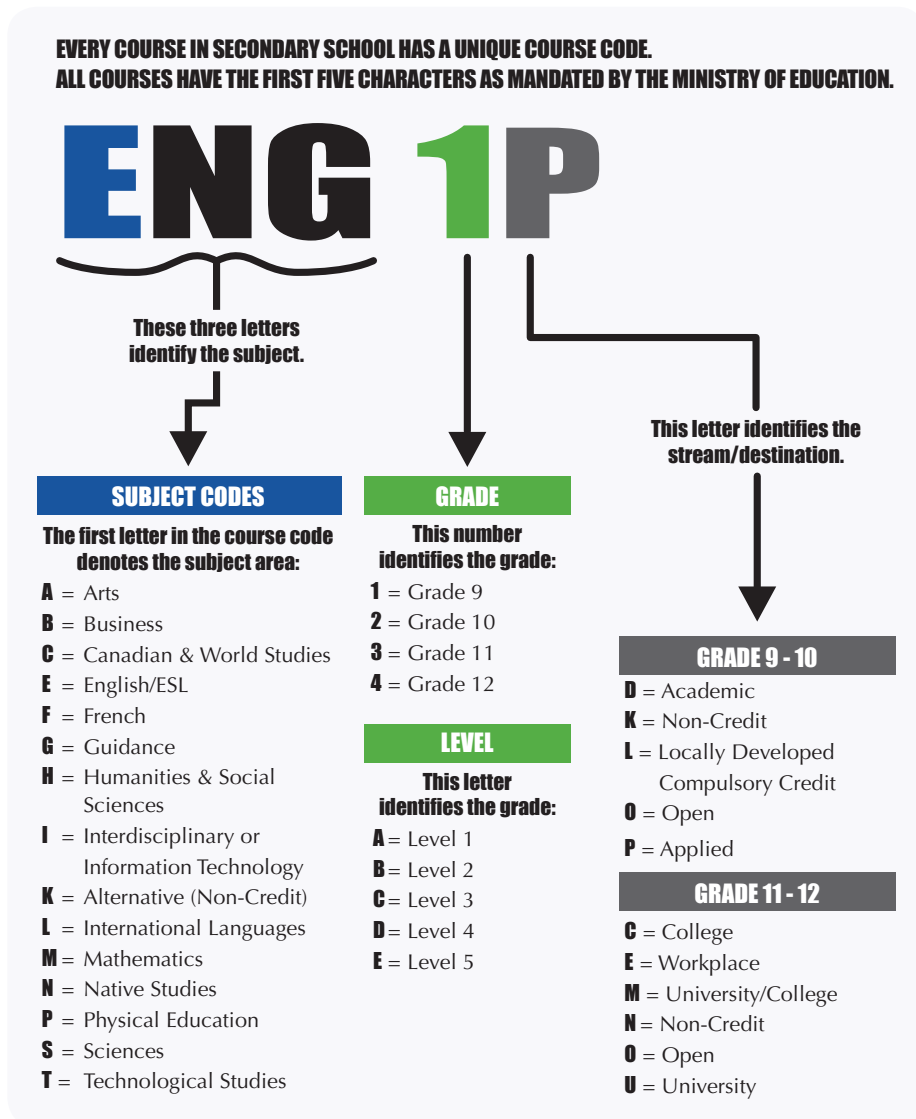 EVERY COURSE IN SECONDARY SCHOOL HAS A UNIQUE COURSE CODE.
ALL COURSES HAVE THE FIRST FIVE CHARACTERS AS MANDATED BY THE MINISTRY OF EDUCATION.
ENG 1P
These three letters
identify the subject.
SUBJECT CODES
The first letter in the course code
denotes the subject area:
A = Arts
B = Business
C = Canadian & World Studies
E = English/ESL
F = French
G = Guidance
H = Humanities & Social
Sciences
I = Interdisciplinary or
Information Technology
K = Alternative (Non-Credit)
L = International Languages
M = Mathematics
N = Native Studies
P = Physical Education
S = Sciences
T = Technological Studies
GRADE
This number
identifies the grade:
1 = Grade 9
2 = Grade 10
3 = Grade 11
4 = Grade 12
LEVEL
This letter
identifies the grade:
A = Level 1
B = Level 2
C = Level 3
D = Level 4
E = Level 5
This letter identifies the
stream/destination.
GRADE 9 - 10
D = Academic
K = Non-Credit
L = Locally Developed
Compulsory Credit
O = Open
P = Applied
GRADE 11 - 12
C = College
E = Workplace
M = University/College
N = Non-Credit
O = Open
U = University